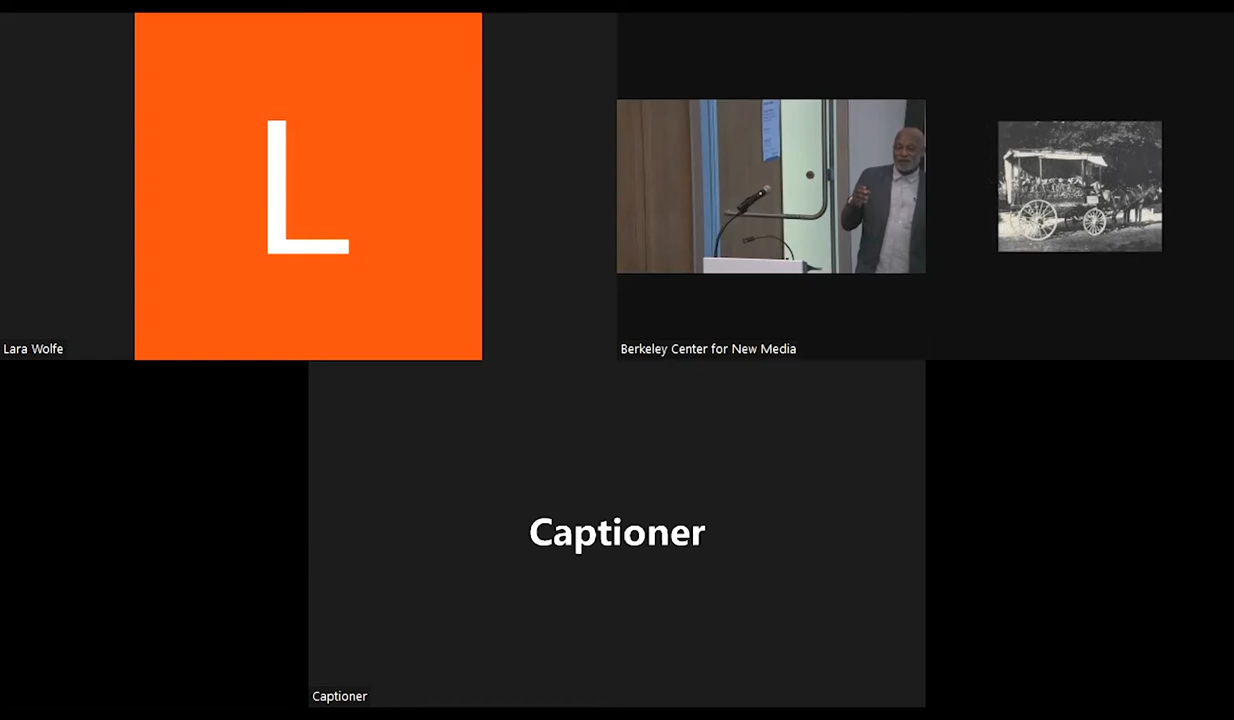 L
Lara Wolfe
Berkeley Center for New Media
Captioner
Captioner